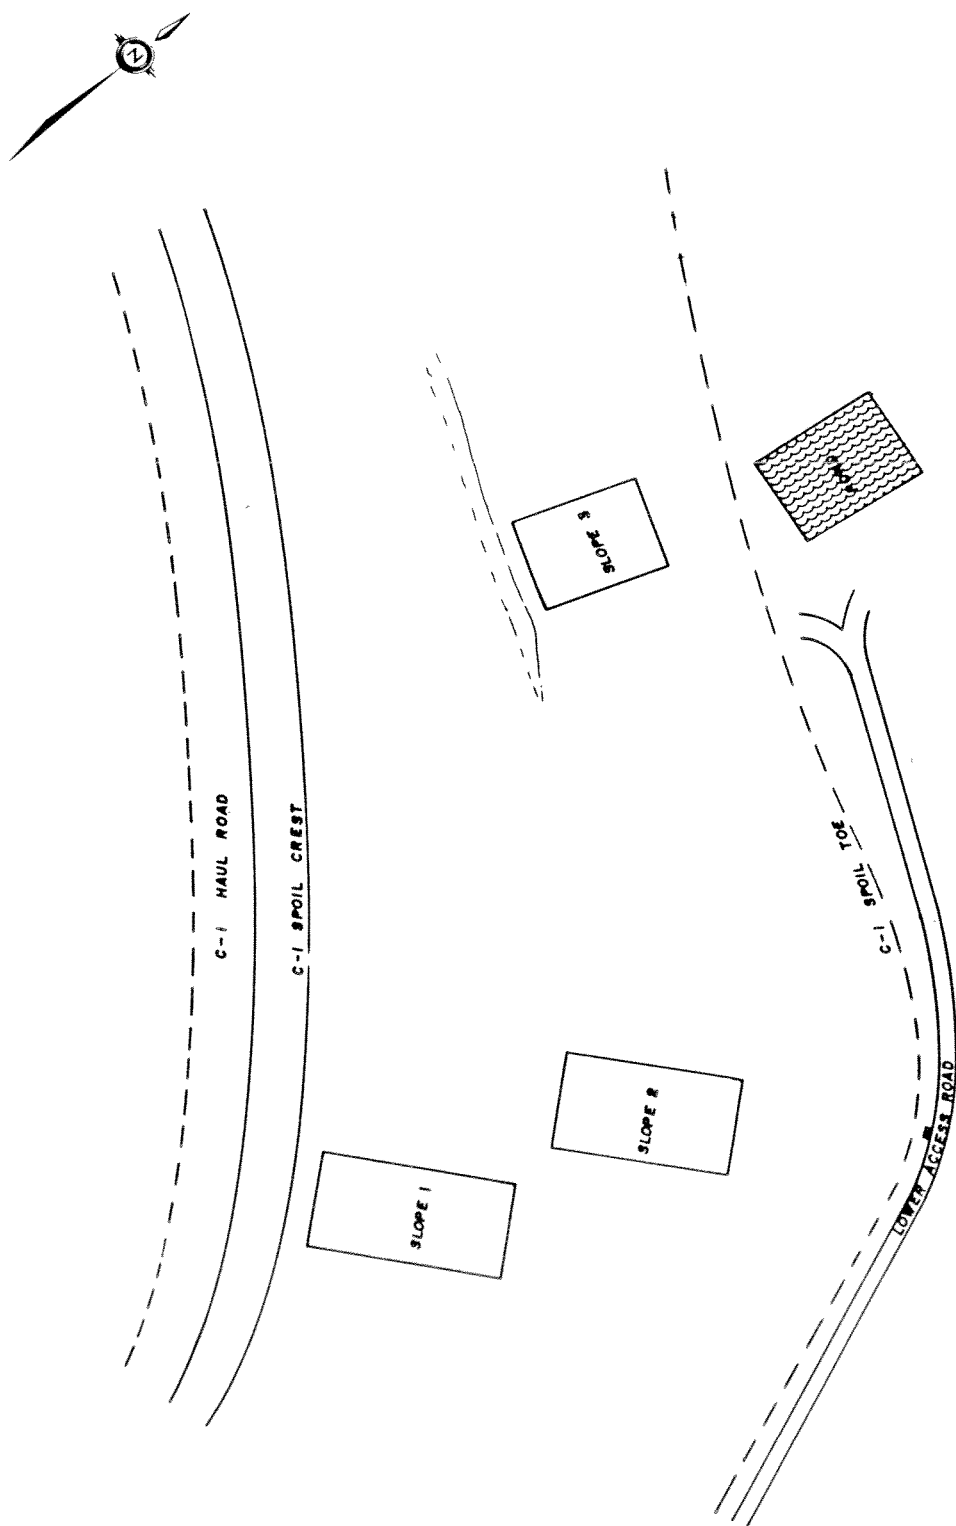 N
SLOPE 3
C-1 HAUL ROAD
C-1 SPOIL CREST
C-1 SPOIL TOE
SLOPE 2
SLOPE 1
LOWER ACCESS ROAD